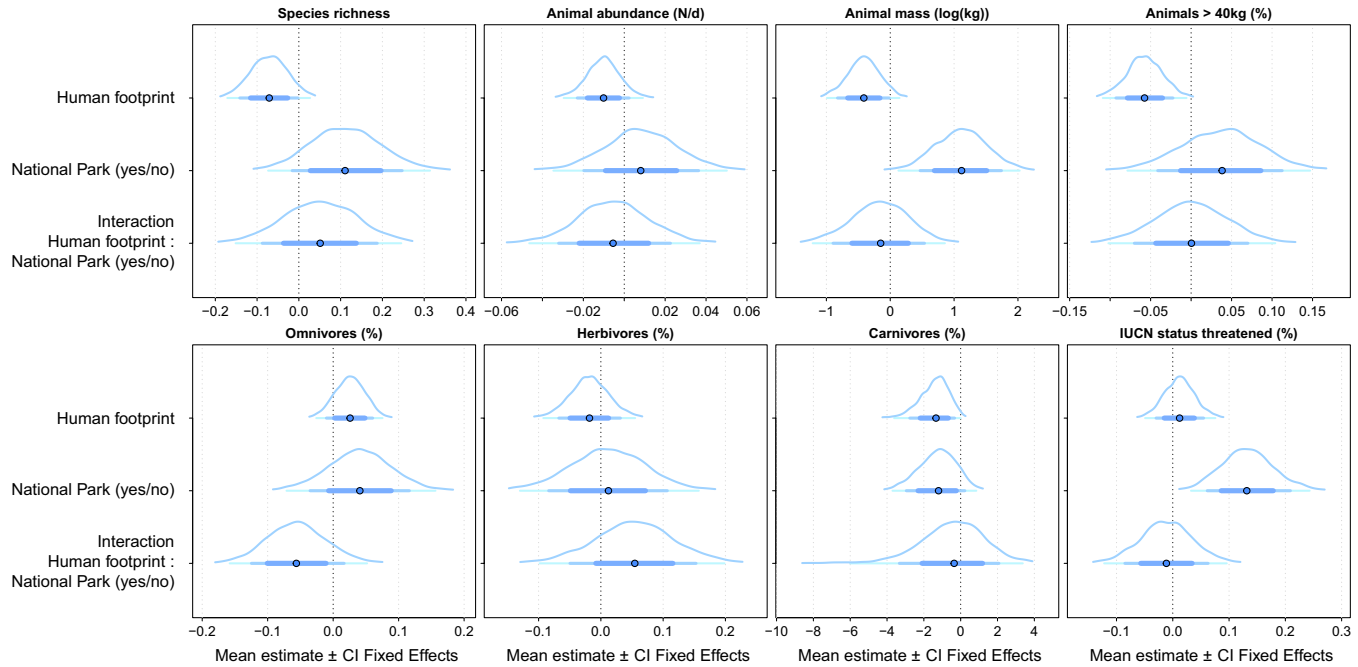 Species richness
Animal abundance (N/d)
Animal mass (log(kg))
Animals > 40kg (%)
Human footprint
National Park (yes/no)
Interaction
Human footprint :
National Park (yes/no)
−0.2 −0.1 0.0 0.1 0.2 0.3 0.4
−0.06 −0.02 0.02 0.04 0.06
−1 0 1 2
−0.15 −0.05 0.00 0.05 0.10 0.15
Omnivores (%)
Herbivores (%)
Carnivores (%)
IUCN status threatened (%)
Human footprint
National Park (yes/no)
Interaction
Human footprint :
National Park (yes/no)
−0.2 −0.1 0.0 0.1 0.2
−0.1 0.0 0.1 0.2
−10 −8 −6 −4 −2 0 2 4
−0.1 0.0 0.1 0.2 0.3
Mean estimate ± CI Fixed Effects
Mean estimate ± CI Fixed Effects
Mean estimate ± CI Fixed Effects
Mean estimate ± CI Fixed Effects